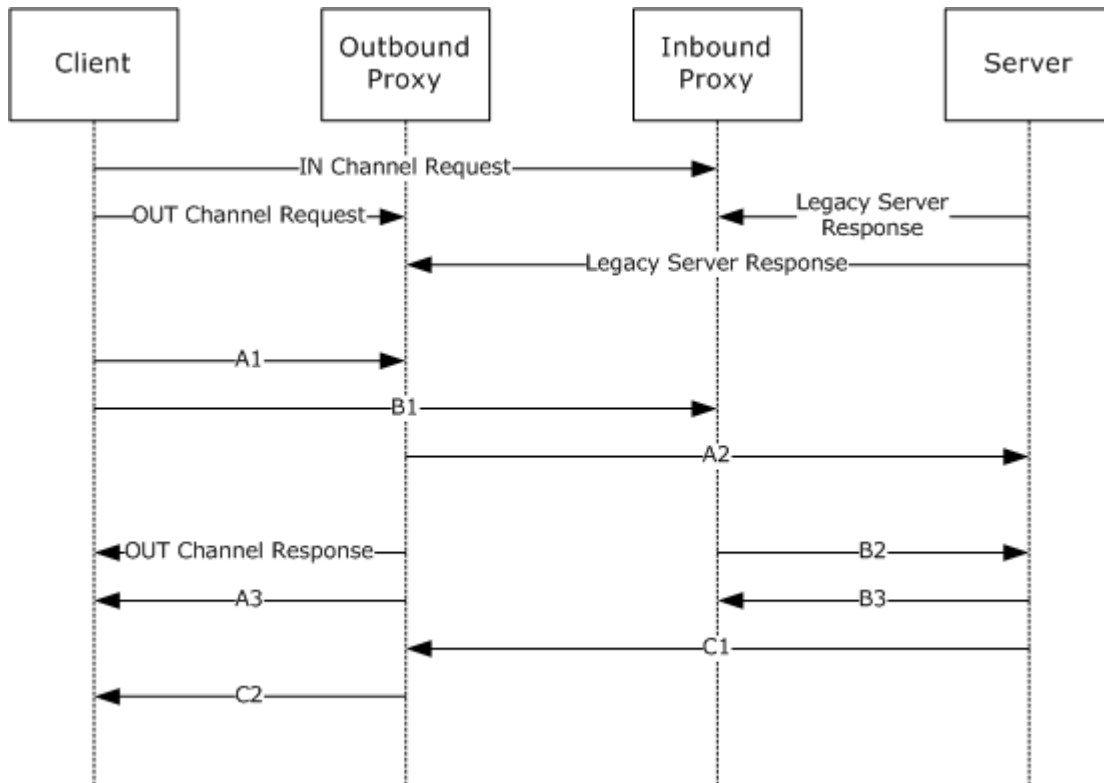 Client
Outbound
Proxy
Inbound
Proxy
Server
IN Channel Request
OUT Channel Request
Legacy Server
Response
Legacy Server Response
A1
B1
A2
OUT Channel Response
B2
A3
B3
C1
C2